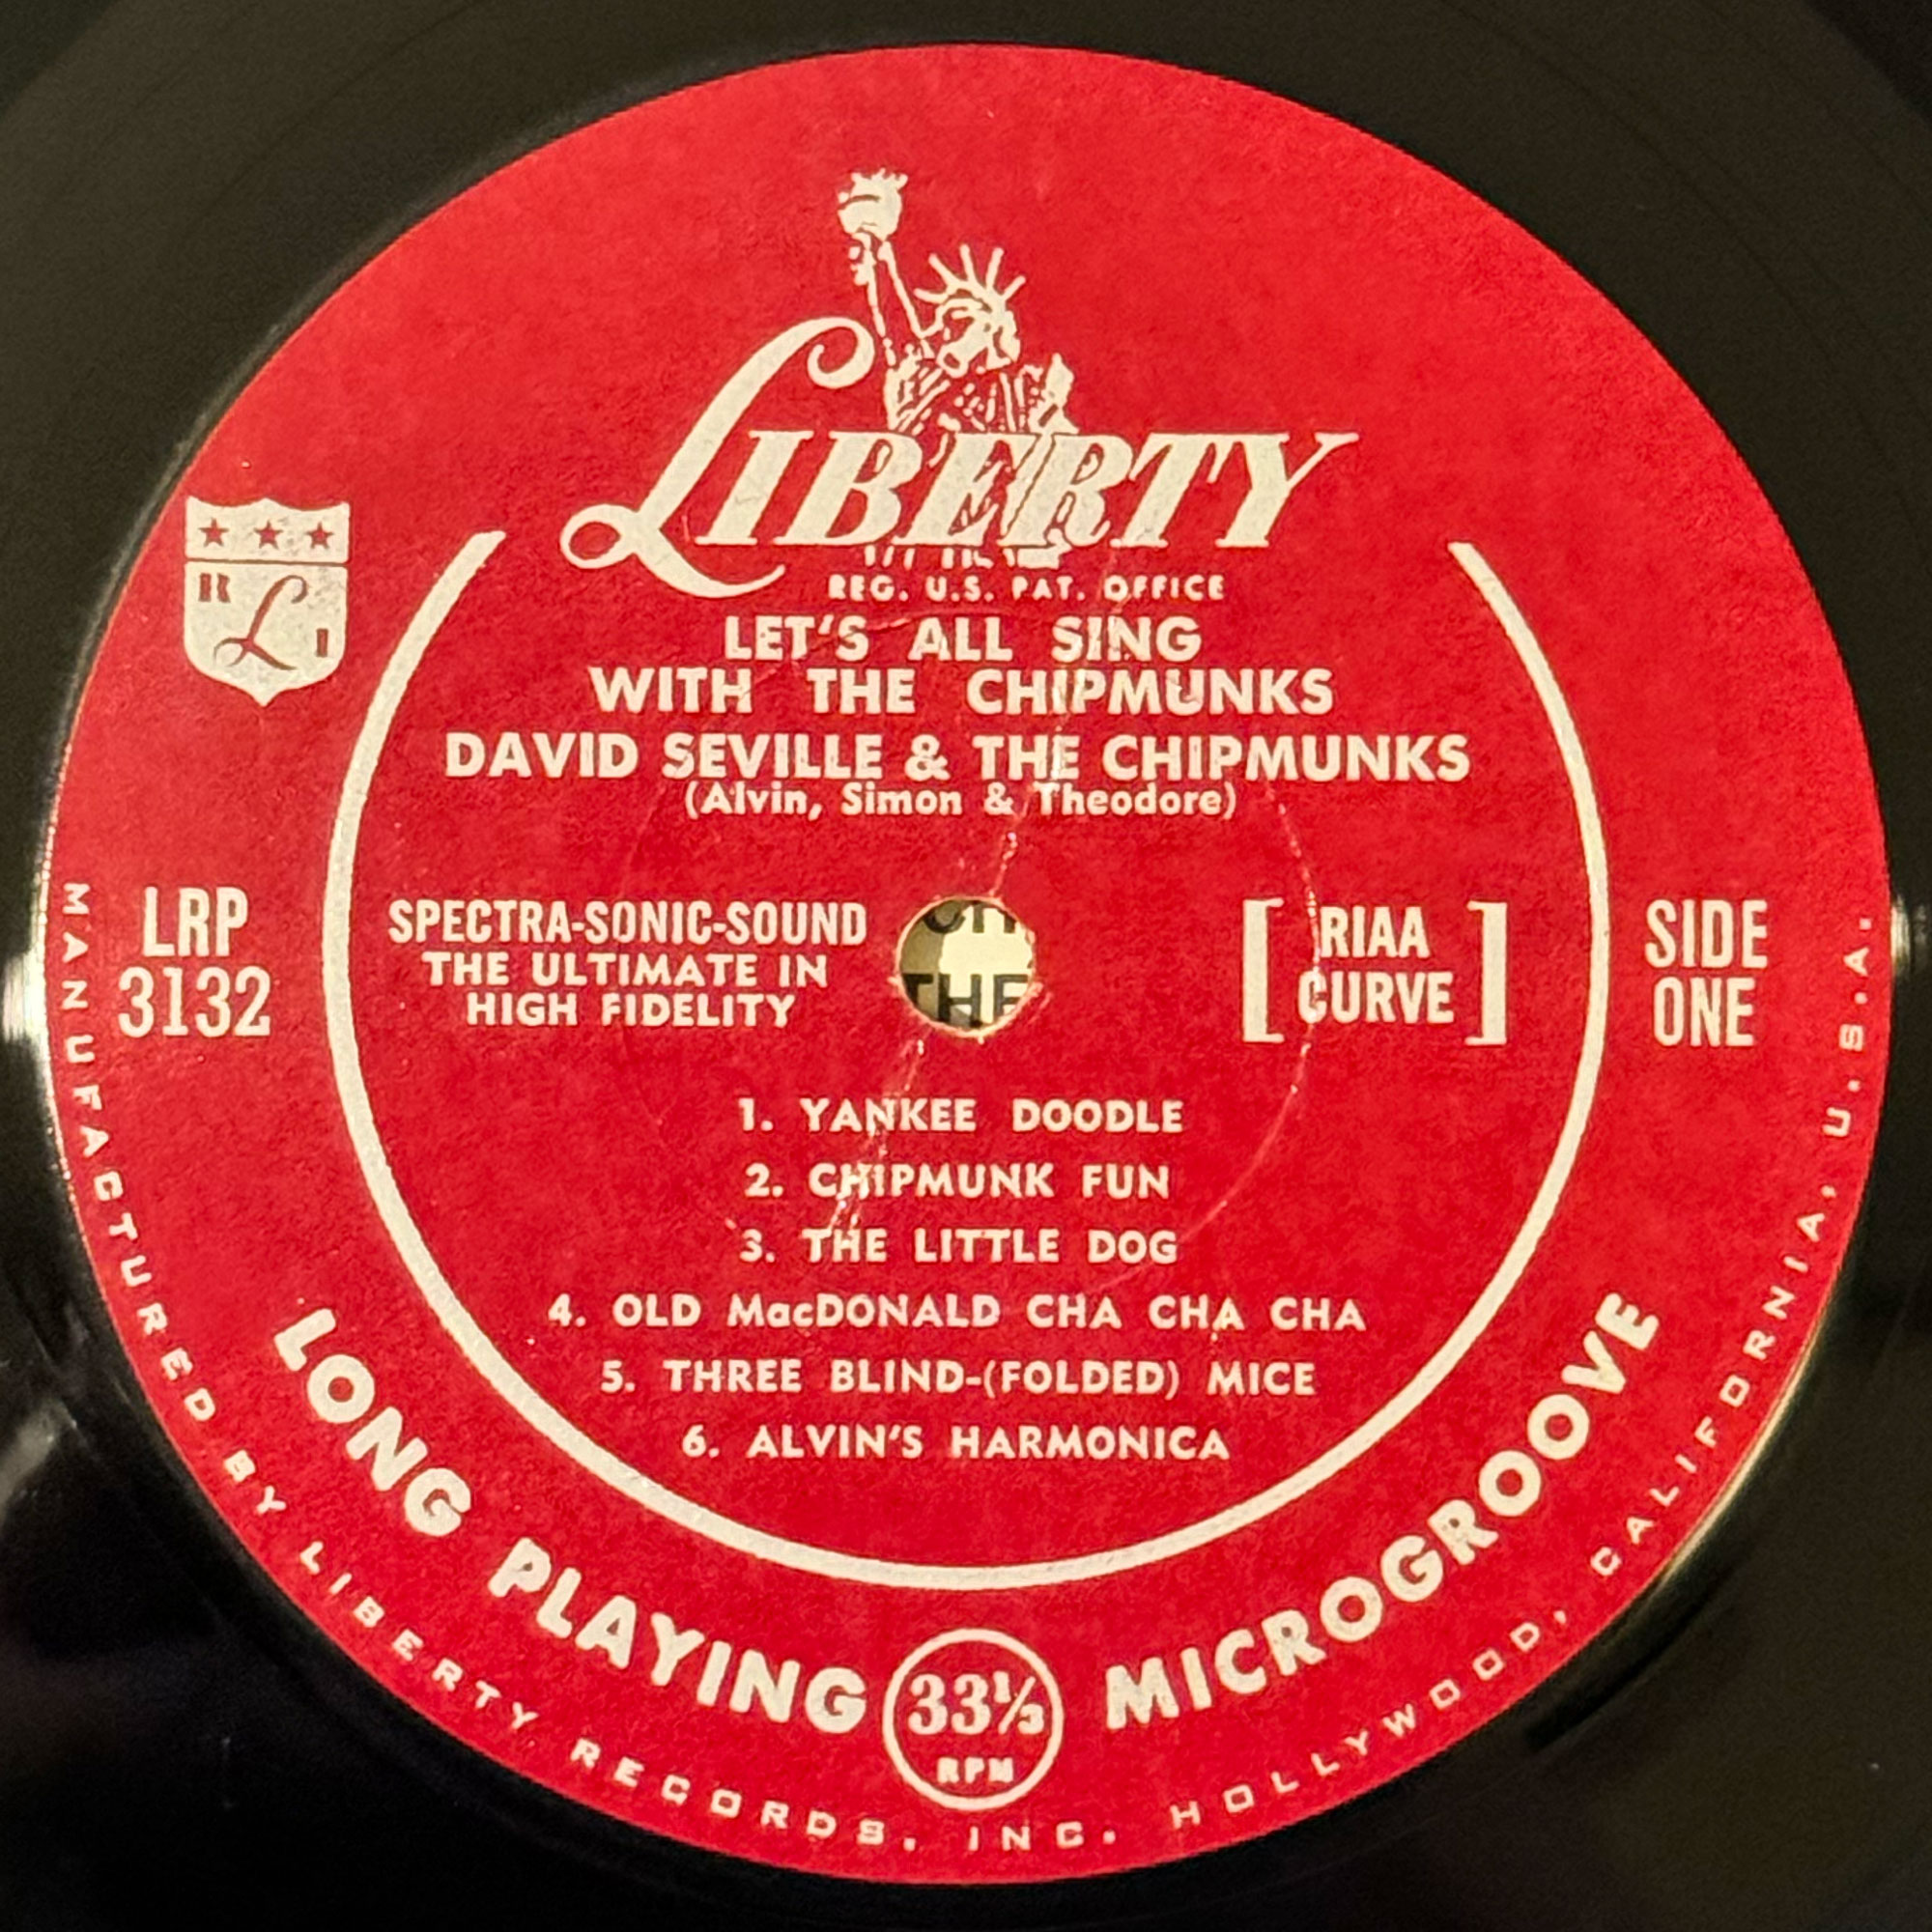 LIBERTY
REG. U.S. PAT. OFFICE
R L I
LET'S ALL SING
WITH THE CHIPMUNKS
DAVID SEVILLE & THE CHIPMUNKS
(Alvin, Simon & Theodore)
LRP
3132
SPECTRA-SONIC-SOUND
THE ULTIMATE IN
HIGH FIDELITY
THE
[RIAA
CURVE]
SIDE
ONE
1. YANKEE DOODLE
2. CHIPMUNK FUN
3. THE LITTLE DOG
4. OLD MacDONALD CHA CHA CHA
5. THREE BLIND-(FOLDED) MICE
6. ALVIN'S HARMONICA
LONG PLAYING 33⅓ RPM MICROGROOVE
MANUFACTURED BY LIBERTY RECORDS, INC. HOLLYWOOD, CALIFORNIA, U.S.A.